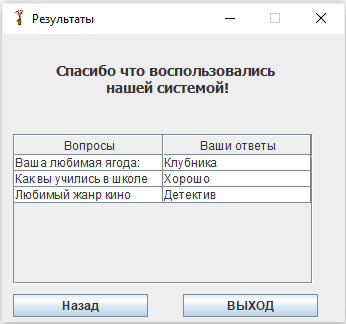 Результаты
Спасибо что воспользовались
нашей системой!
Вопросы Ваши ответы
Ваша любимая ягода: Клубника
Как вы учились в школе Хорошо
Любимый жанр кино Детектив
Назад ВЫХОД